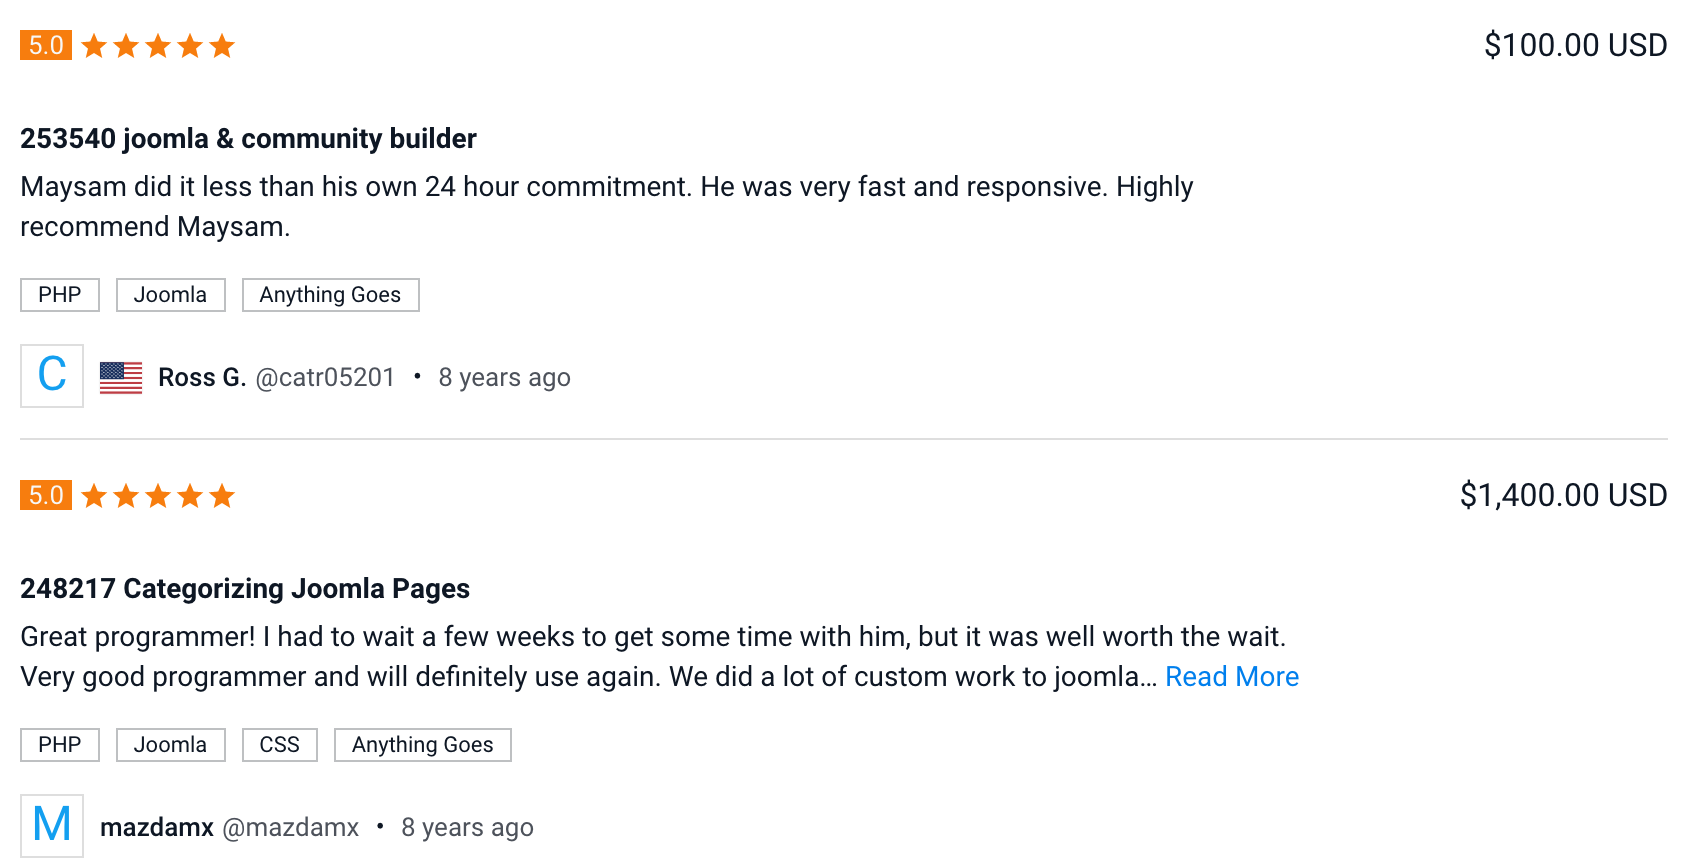 5.0 $100.00 USD
253540 joomla & community builder
Maysam did it less than his own 24 hour commitment. He was very fast and responsive. Highly
recommend Maysam.
PHP Joomla Anything Goes
C Ross G. @catr05201 • 8 years ago
5.0 $1,400.00 USD
248217 Categorizing Joomla Pages
Great programmer! I had to wait a few weeks to get some time with him, but it was well worth the wait.
Very good programmer and will definitely use again. We did a lot of custom work to joomla... Read More
PHP Joomla CSS Anything Goes
M mazdamx @mazdamx • 8 years ago